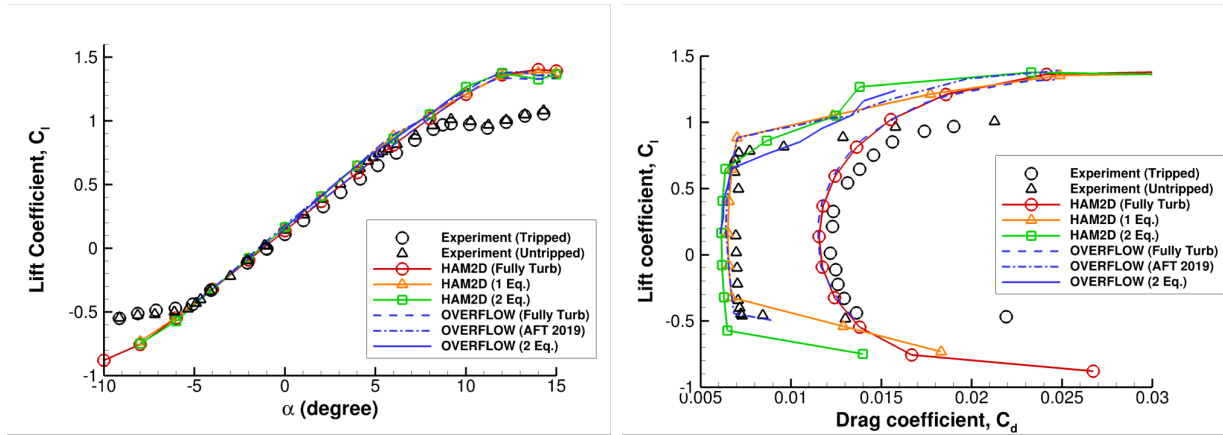 Lift Coefficient, Cl
1.5
1
0.5
0
-0.5
-1
-10
-5
0
5
10
15
α (degree)
Experiment (Tripped)
Experiment (Untripped)
HAM2D (Fully Turb)
HAM2D (1 Eq.)
HAM2D (2 Eq.)
OVERFLOW (Fully Turb)
OVERFLOW (AFT 2019)
OVERFLOW (2 Eq.)
Lift coefficient, Cl
1.5
1
0.5
0
-0.5
-1
0.005
0.01
0.015
0.02
0.025
0.03
Drag coefficient, Cd
Experiment (Tripped)
Experiment (Untripped)
HAM2D (Fully Turb)
HAM2D (1 Eq.)
HAM2D (2 Eq.)
OVERFLOW (Fully Turb)
OVERFLOW (AFT 2019)
OVERFLOW (2 Eq.)